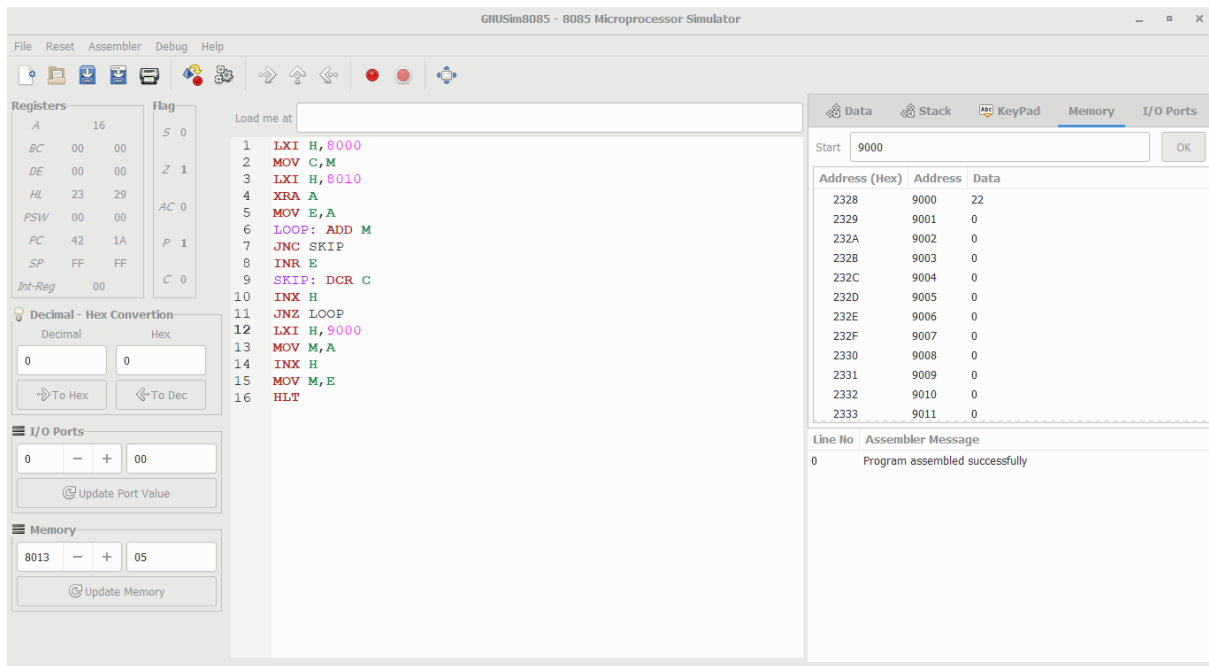 GNUSim8085 - 8085 Microprocessor Simulator
File Reset Assembler Debug Help
Registers
A 16
BC 00 00
DE 00 00
HL 23 29
PSW 00 00
PC 42 1A
SP FF FF
Int-Reg 00
Flag
S 0
Z 1
AC 0
P 1
C 0
Decimal - Hex Convertion
Decimal Hex
0 0
To Hex To Dec
I/O Ports
0 − + 00
Update Port Value
Memory
8013 − + 05
Update Memory
Load me at
1 LXI H,8000
2 MOV C,M
3 LXI H,8010
4 XRA A
5 MOV E,A
6 LOOP: ADD M
7 JNC SKIP
8 INR E
9 SKIP: DCR C
10 INX H
11 JNZ LOOP
12 LXI H,9000
13 MOV M,A
14 INX H
15 MOV M,E
16 HLT
Data Stack Abc KeyPad Memory I/O Ports
Start 9000 OK
Address (Hex) Address Data
2328 9000 22
2329 9001 0
232A 9002 0
232B 9003 0
232C 9004 0
232D 9005 0
232E 9006 0
232F 9007 0
2330 9008 0
2331 9009 0
2332 9010 0
2333 9011 0
Line No Assembler Message
0 Program assembled successfully